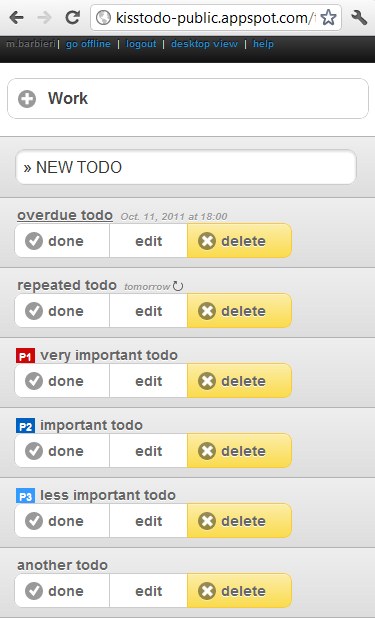 kisstodo-public.appspot.com/
m.barbieri| go offline | logout | desktop view | help
Work
» NEW TODO
overdue todo Oct. 11, 2011 at 18:00
done edit delete
repeated todo tomorrow
done edit delete
P1 very important todo
done edit delete
P2 important todo
done edit delete
P3 less important todo
done edit delete
another todo
done edit delete